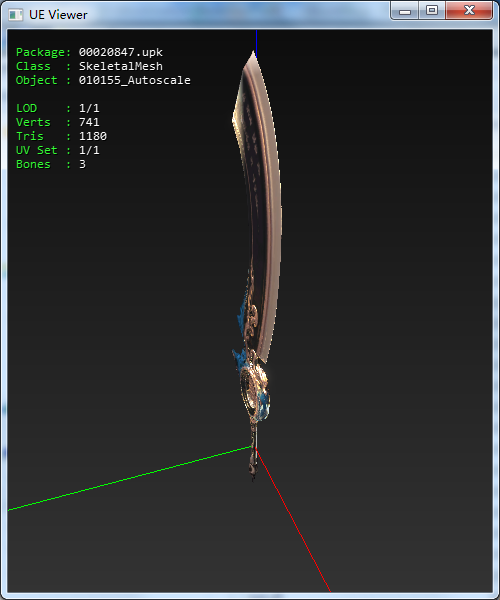 UE Viewer
Package: 00020847.upk
Class  : SkeletalMesh
Object : 010155_Autoscale
LOD    : 1/1
Verts  : 741
Tris   : 1180
UV Set : 1/1
Bones  : 3